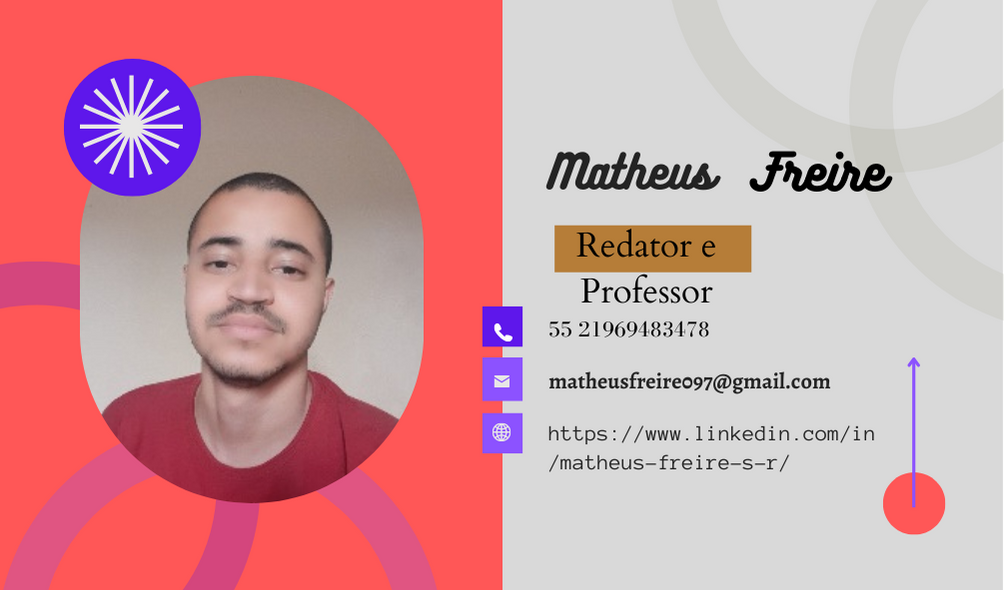 Matheus Freire
Redator e
Professor
55 21969483478
matheusfreire097@gmail.com
https://www.linkedin.com/in
/matheus-freire-s-r/